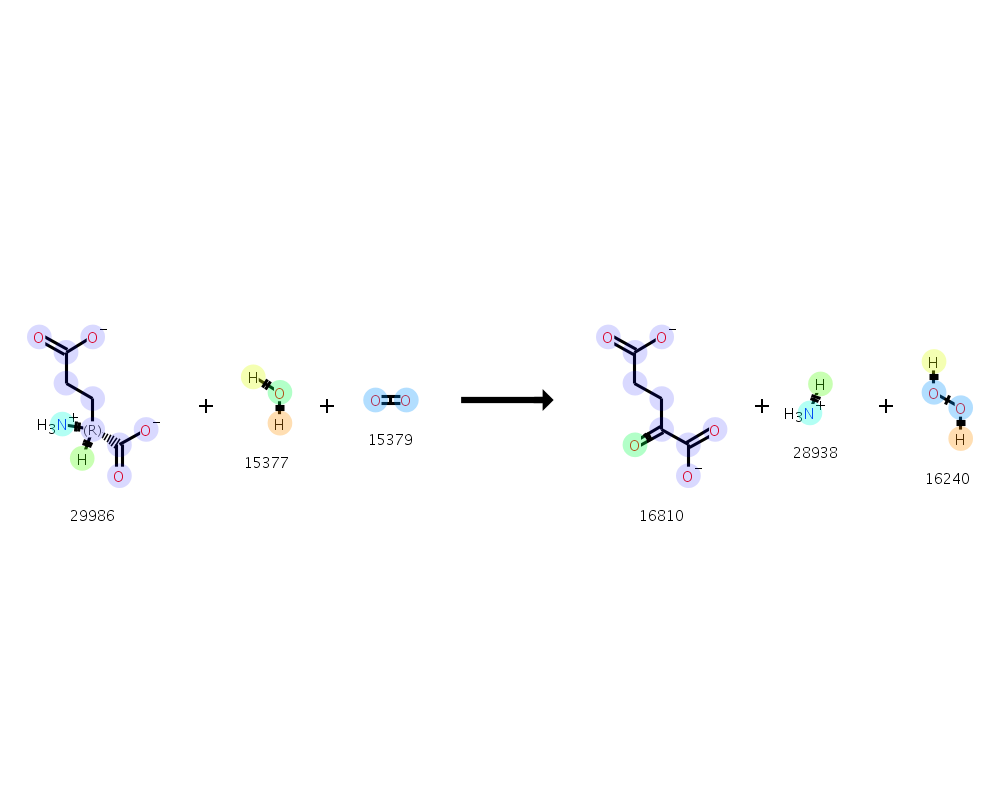 O O⁻ O O⁻
H
H₃N⁺ (R) O⁻ + H O + O O + O O H₃N⁺ + O O
H H O O⁻ H
O
29986 15377 15379 16810 28938 16240